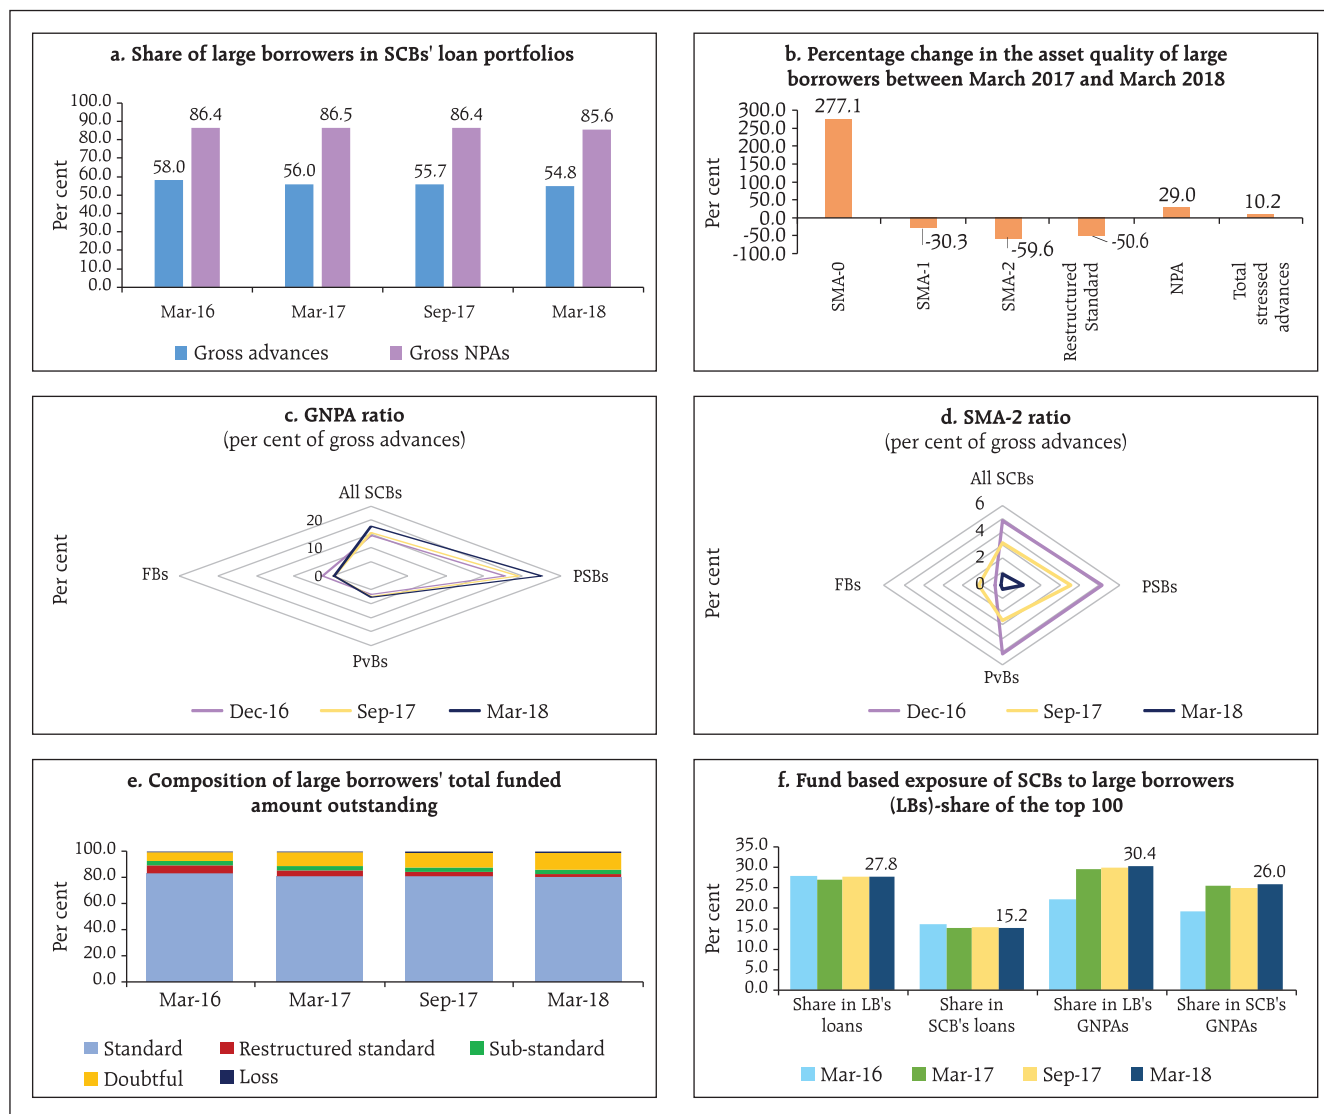 a. Share of large borrowers in SCBs' loan portfolios
Per cent
100.0
90.0
80.0
70.0
60.0
50.0
40.0
30.0
20.0
10.0
0.0
86.4
86.5
86.4
85.6
58.0
56.0
55.7
54.8
Mar-16
Mar-17
Sep-17
Mar-18
Gross advances
Gross NPAs
b. Percentage change in the asset quality of large
borrowers between March 2017 and March 2018
Per cent
300.0
250.0
200.0
150.0
100.0
50.0
0.0
-50.0
-100.0
277.1
-30.3
-59.6
-50.6
29.0
10.2
SMA-0
SMA-1
SMA-2
Restructured
Standard
NPA
Total
stressed
advances
c. GNPA ratio
(per cent of gross advances)
Per cent
All SCBs
20
10
0
FBs
PSBs
PvBs
Dec-16
Sep-17
Mar-18
d. SMA-2 ratio
(per cent of gross advances)
Per cent
All SCBs
6
4
2
0
FBs
PSBs
PvBs
Dec-16
Sep-17
Mar-18
e. Composition of large borrowers' total funded
amount outstanding
Per cent
100.0
80.0
60.0
40.0
20.0
0.0
Mar-16
Mar-17
Sep-17
Mar-18
Standard
Restructured standard
Sub-standard
Doubtful
Loss
f. Fund based exposure of SCBs to large borrowers
(LBs)-share of the top 100
Per cent
35.0
30.0
25.0
20.0
15.0
10.0
5.0
0.0
27.8
15.2
30.4
26.0
Share in LB's
loans
Share in
SCB's loans
Share in LB's
GNPAs
Share in SCB's
GNPAs
Mar-16
Mar-17
Sep-17
Mar-18